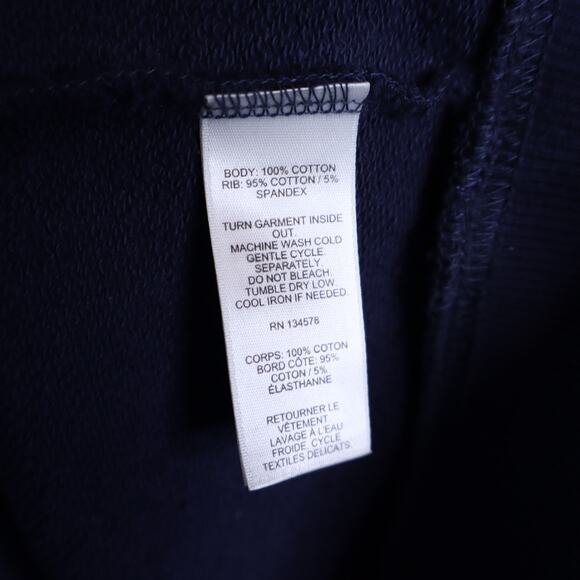 BODY: 100% COTTON
RIB: 95% COTTON / 5%
SPANDEX
TURN GARMENT INSIDE
OUT.
MACHINE WASH COLD
GENTLE CYCLE.
SEPARATELY.
DO NOT BLEACH.
TUMBLE DRY LOW.
COOL IRON IF NEEDED.
RN 134578
CORPS: 100% COTON
BORD CÔTE: 95%
COTON / 5%
ÉLASTHANNE
RETOURNER LE
VÊTEMENT
LAVAGE À L'EAU
FROIDE, CYCLE
TEXTILES DÉLICATS.